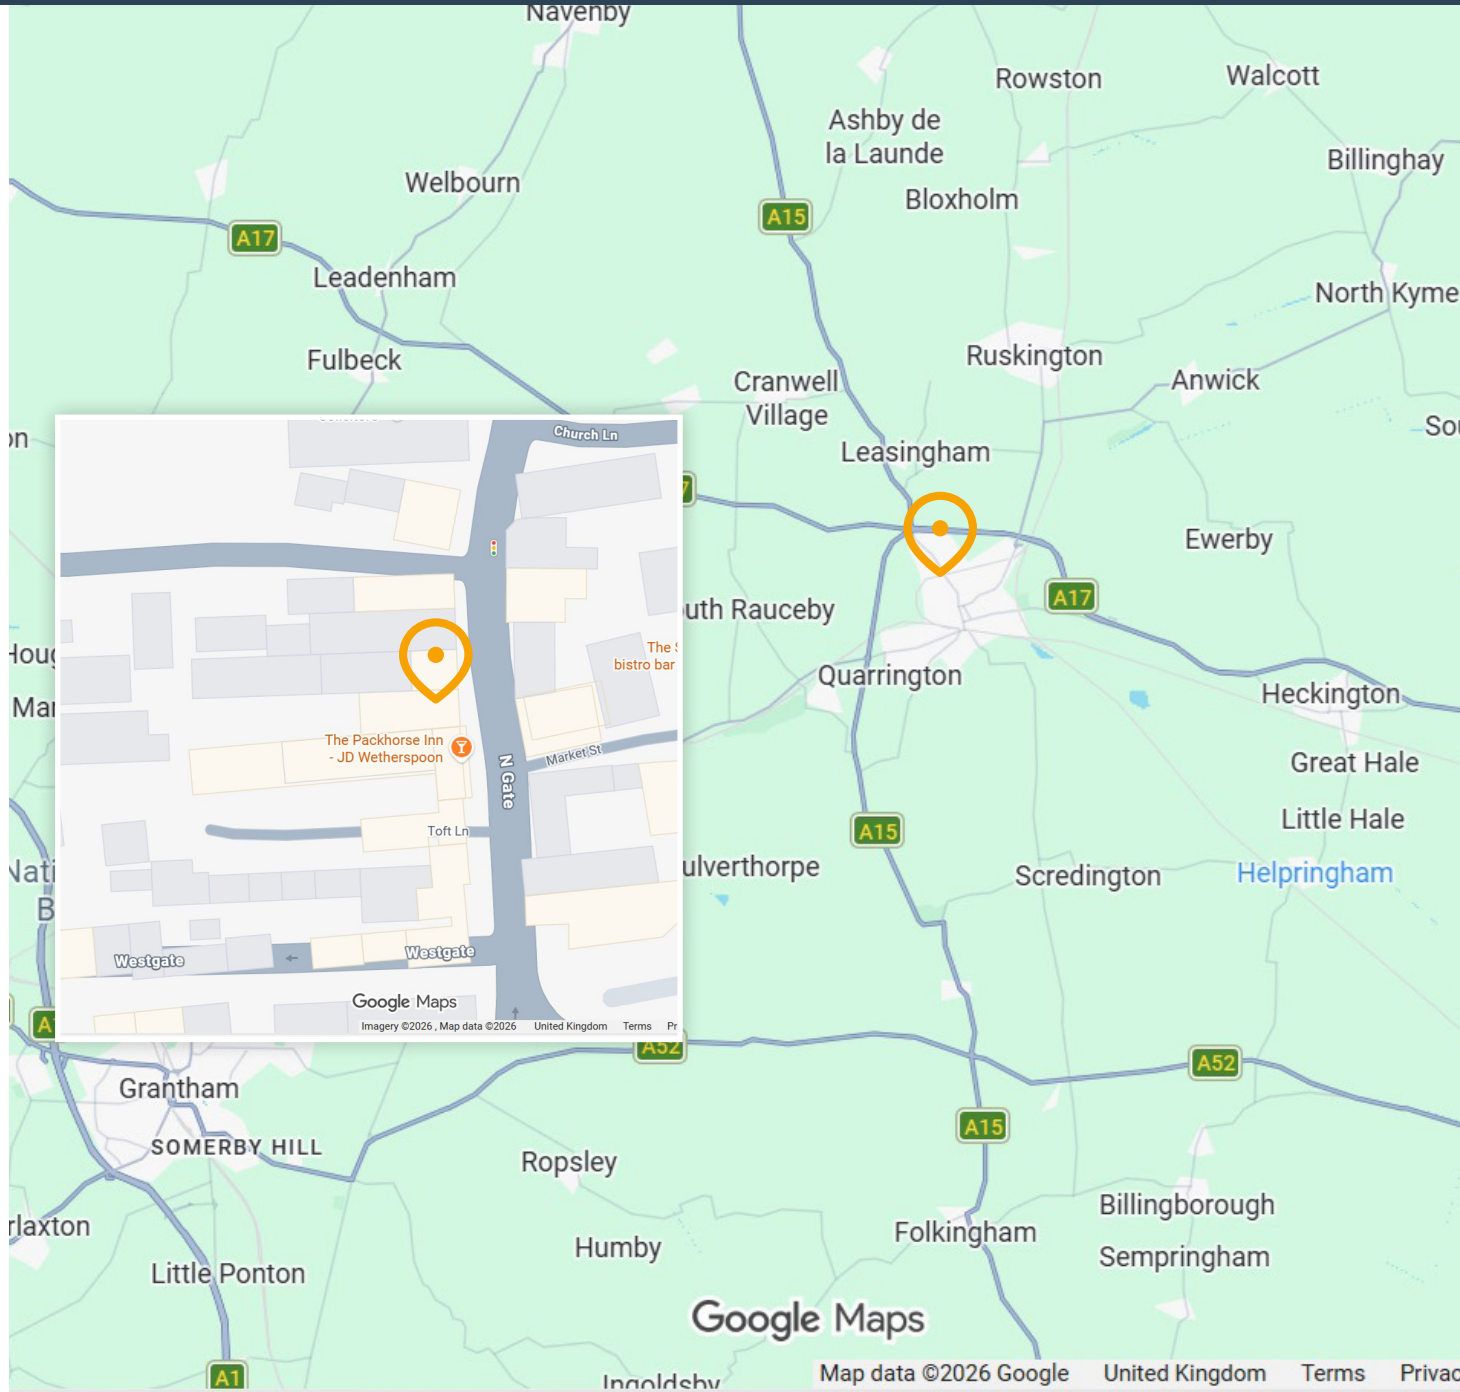 Navenby
Rowston
Walcott
Ashby de
la Launde
Billinghay
Welbourn
Bloxholm
A15
A17
Leadenham
North Kyme
Fulbeck
Ruskington
Cranwell
Village
Anwick
Leasingham
Ewerby
A17
Quarrington
Heckington
Great Hale
Little Hale
A15
Scredington
Helpringham
A52
A52
Grantham
SOMERBY HILL
A15
Ropsley
Billingborough
Folkingham
Humby
Sempringham
Little Ponton
A1
Ingoldsby
Google Maps
Map data ©2026 Google United Kingdom Terms
Church Ln
The
bistro bar
The Packhorse Inn
- JD Wetherspoon
N Gate
Market St
Toft Ln
Westgate
Westgate
Google Maps
Imagery ©2026 , Map data ©2026 United Kingdom Terms